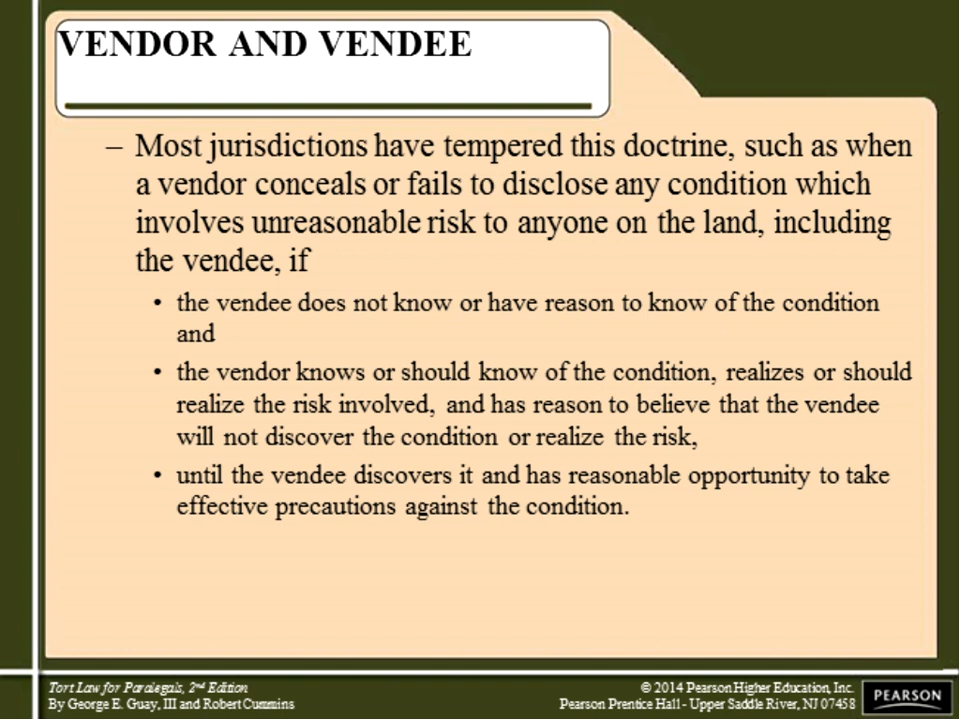 VENDOR AND VENDEE
– Most jurisdictions have tempered this doctrine, such as when
a vendor conceals or fails to disclose any condition which
involves unreasonable risk to anyone on the land, including
the vendee, if
• the vendee does not know or have reason to know of the condition
and
• the vendor knows or should know of the condition, realizes or should
realize the risk involved, and has reason to believe that the vendee
will not discover the condition or realize the risk,
• until the vendee discovers it and has reasonable opportunity to take
effective precautions against the condition.
Tort Law for Paralegals, 2nd Edition
By George E. Guay, III and Robert Cummins
© 2014 Pearson Higher Education, Inc.
Pearson Prentice Hall - Upper Saddle River, NJ 07458
PEARSON